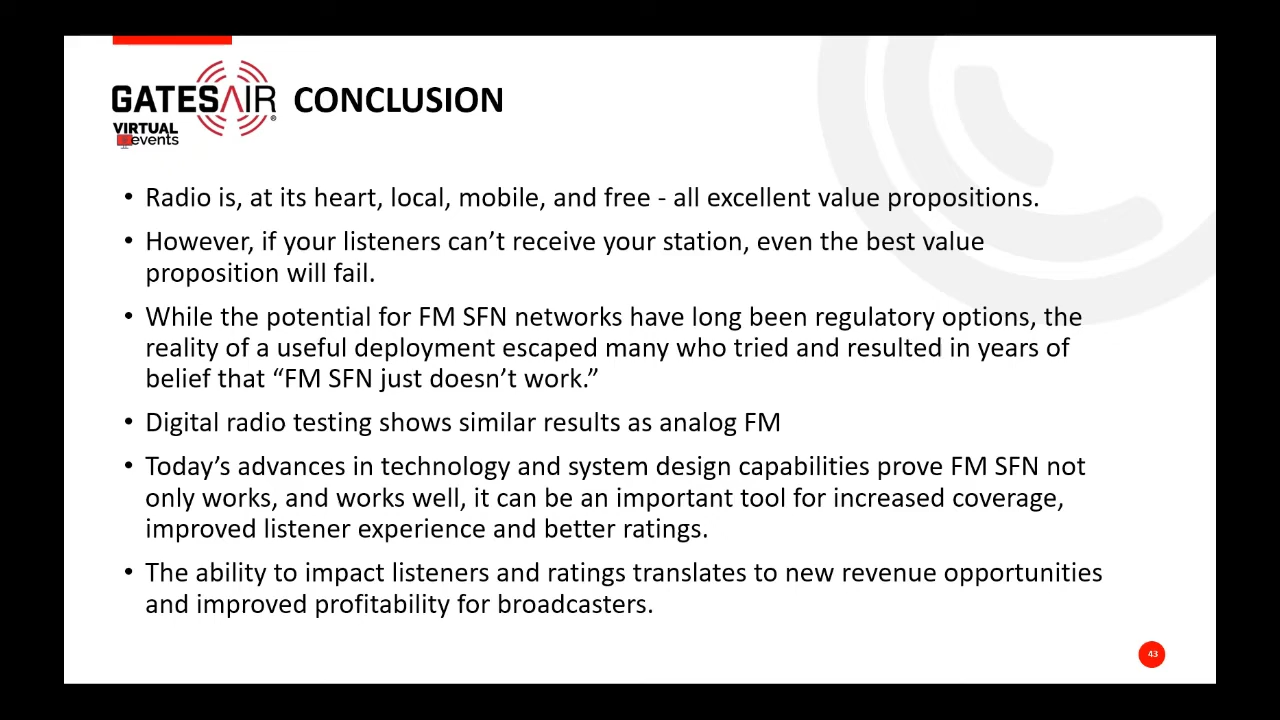 GATESAIR®
VIRTUAL
events
CONCLUSION
• Radio is, at its heart, local, mobile, and free - all excellent value propositions.
• However, if your listeners can’t receive your station, even the best value
proposition will fail.
• While the potential for FM SFN networks have long been regulatory options, the
reality of a useful deployment escaped many who tried and resulted in years of
belief that “FM SFN just doesn’t work.”
• Digital radio testing shows similar results as analog FM
• Today’s advances in technology and system design capabilities prove FM SFN not
only works, and works well, it can be an important tool for increased coverage,
improved listener experience and better ratings.
• The ability to impact listeners and ratings translates to new revenue opportunities
and improved profitability for broadcasters.
43